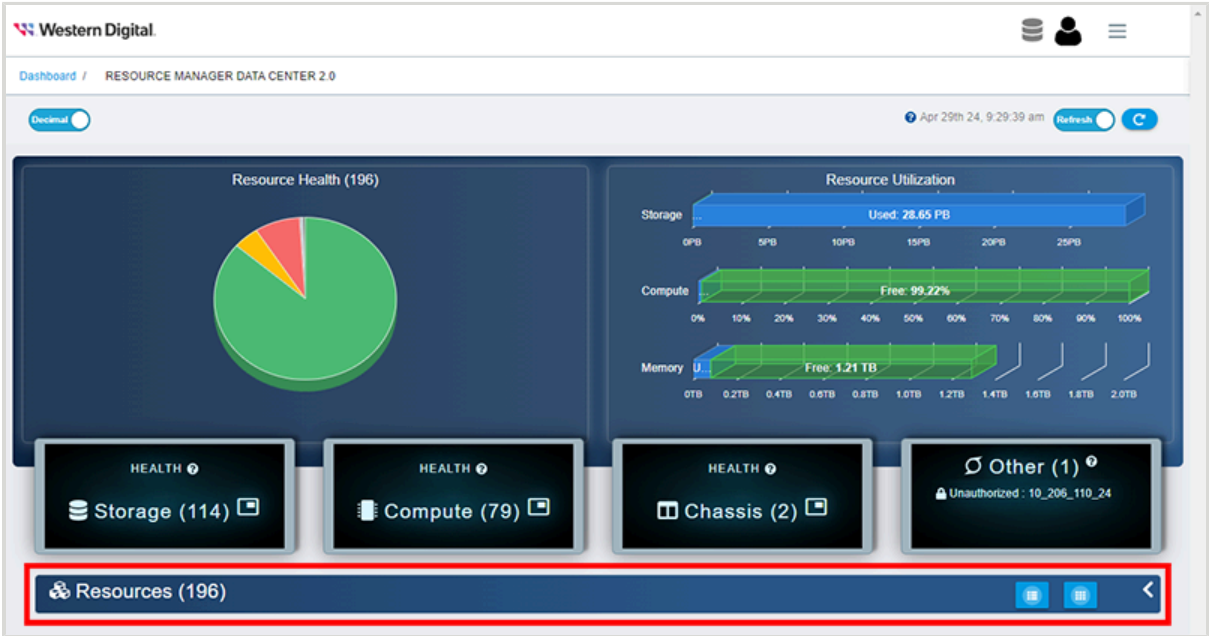 Western Digital.
Dashboard / RESOURCE MANAGER DATA CENTER 2.0
Decimal
Apr 29th 24, 9:29:39 am Refresh
Resource Health (196)
Resource Utilization
Storage ... Used: 28.65 PB
0PB 5PB 10PB 15PB 20PB 25PB
Compute ... Free: 99.22%
0% 10% 20% 30% 40% 50% 60% 70% 80% 90% 100%
Memory U... Free: 1.21 TB
0TB 0.2TB 0.4TB 0.6TB 0.8TB 1.0TB 1.2TB 1.4TB 1.6TB 1.8TB 2.0TB
HEALTH
Storage (114)
HEALTH
Compute (79)
HEALTH
Chassis (2)
Other (1)
Unauthorized : 10_206_110_24
Resources (196)